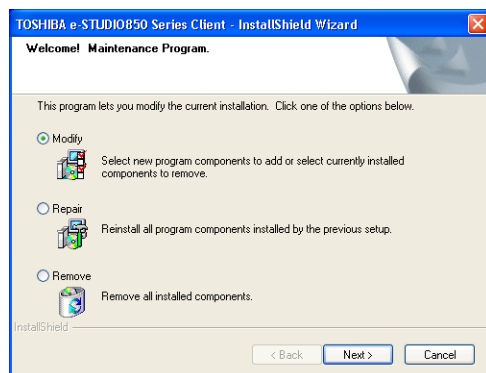 TOSHIBA e-STUDIO850 Series Client - InstallShield Wizard
Welcome! Maintenance Program.
This program lets you modify the current installation. Click one of the options below.
Modify
Select new program components to add or select currently installed
components to remove.
Repair
Reinstall all program components installed by the previous setup.
Remove
Remove all installed components.
InstallShield
< Back Next > Cancel